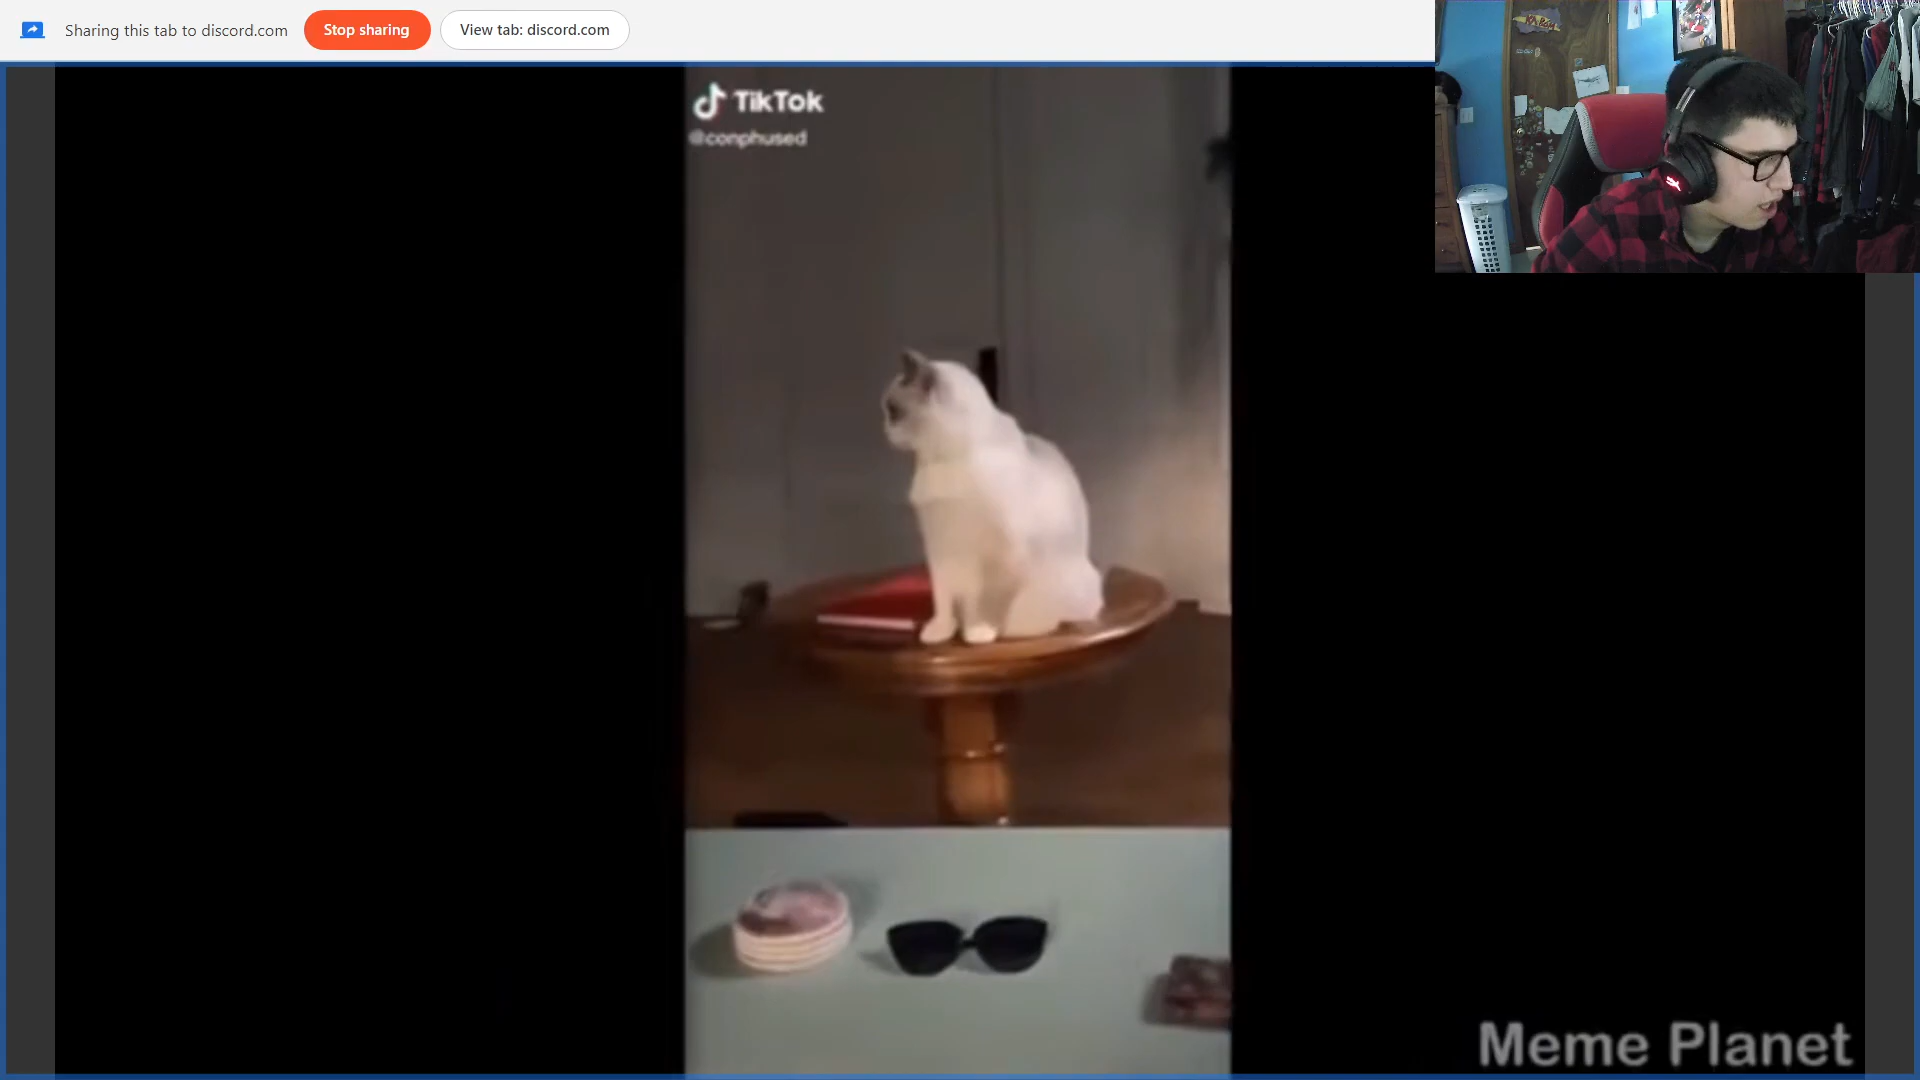 Sharing this tab to discord.com
Stop sharing
View tab: discord.com
TikTok
@conphused
Meme Planet